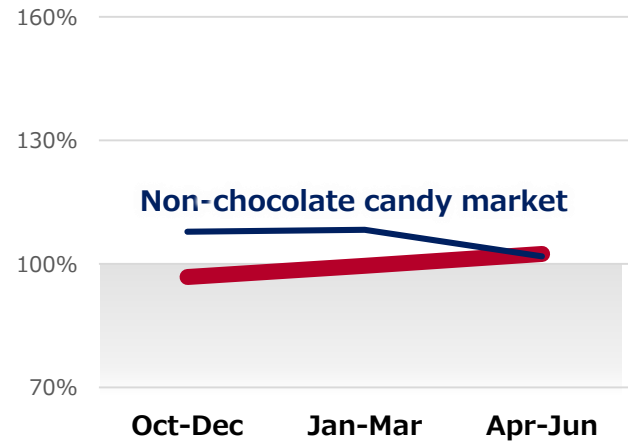 160%
130%
Non-chocolate candy market
100%
70%
Oct-Dec Jan-Mar Apr-Jun